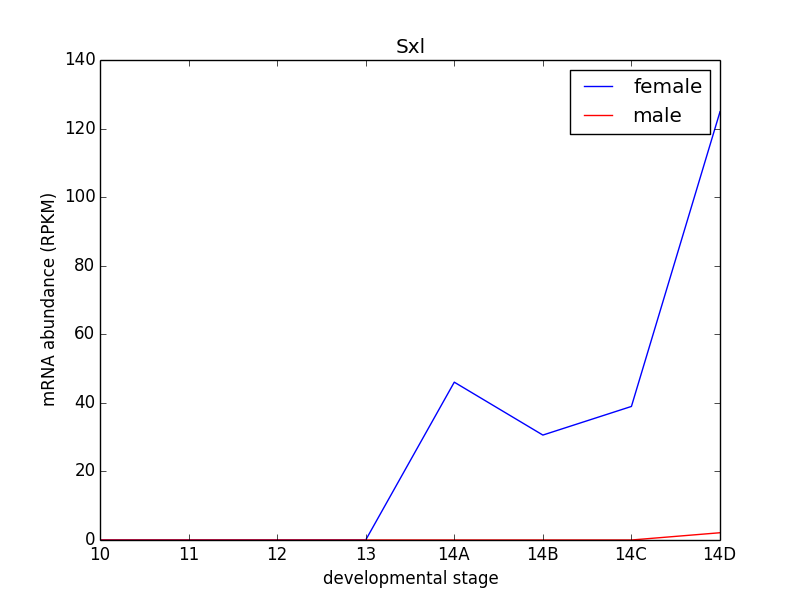 Sxl
140
120
100
80
60
40
20
0
mRNA abundance (RPKM)
female
male
10 11 12 13 14A 14B 14C 14D
developmental stage